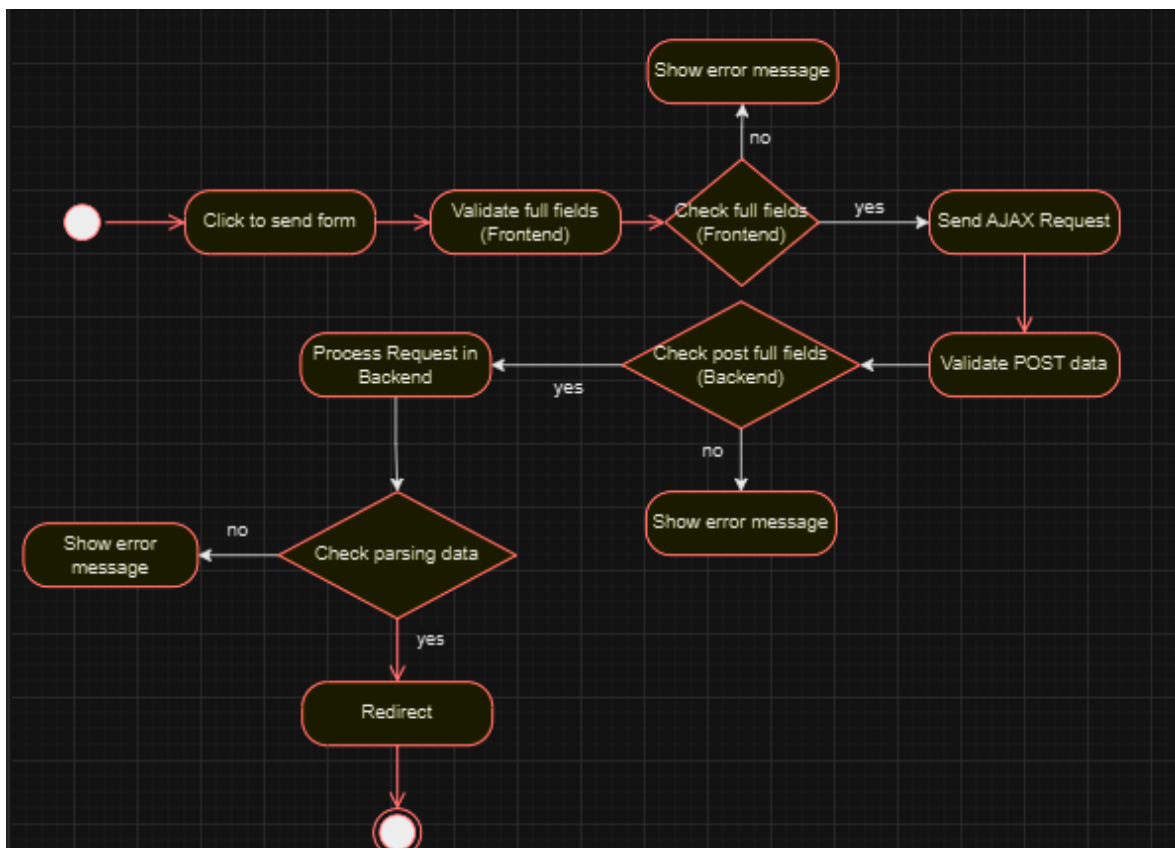 Show error message
no
Click to send form
Validate full fields
(Frontend)
Check full fields
(Frontend)
yes
Send AJAX Request
Process Request in
Backend
yes
Check post full fields
(Backend)
Validate POST data
no
Show error message
Show error
message
no
Check parsing data
yes
Redirect